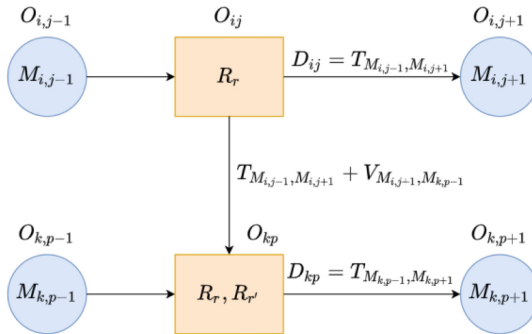 O_{i,j−1} O_{ij} O_{i,j+1}
M_{i,j−1} R_r D_{ij} = T_{M_{i,j−1},M_{i,j+1}} M_{i,j+1}
T_{M_{i,j−1},M_{i,j+1}} + V_{M_{i,j+1},M_{k,p−1}}
O_{k,p−1} O_{kp} O_{k,p+1}
M_{k,p−1} R_r, R_{r'} D_{kp} = T_{M_{k,p−1},M_{k,p+1}} M_{k,p+1}